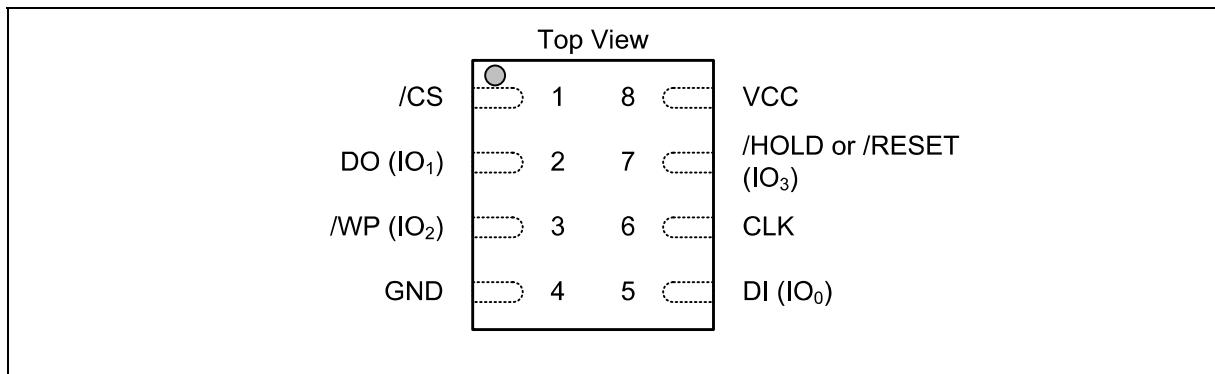 Top View
/CS 1 8 VCC
DO (IO₁) 2 7 /HOLD or /RESET
(IO₃)
/WP (IO₂) 3 6 CLK
GND 4 5 DI (IO₀)